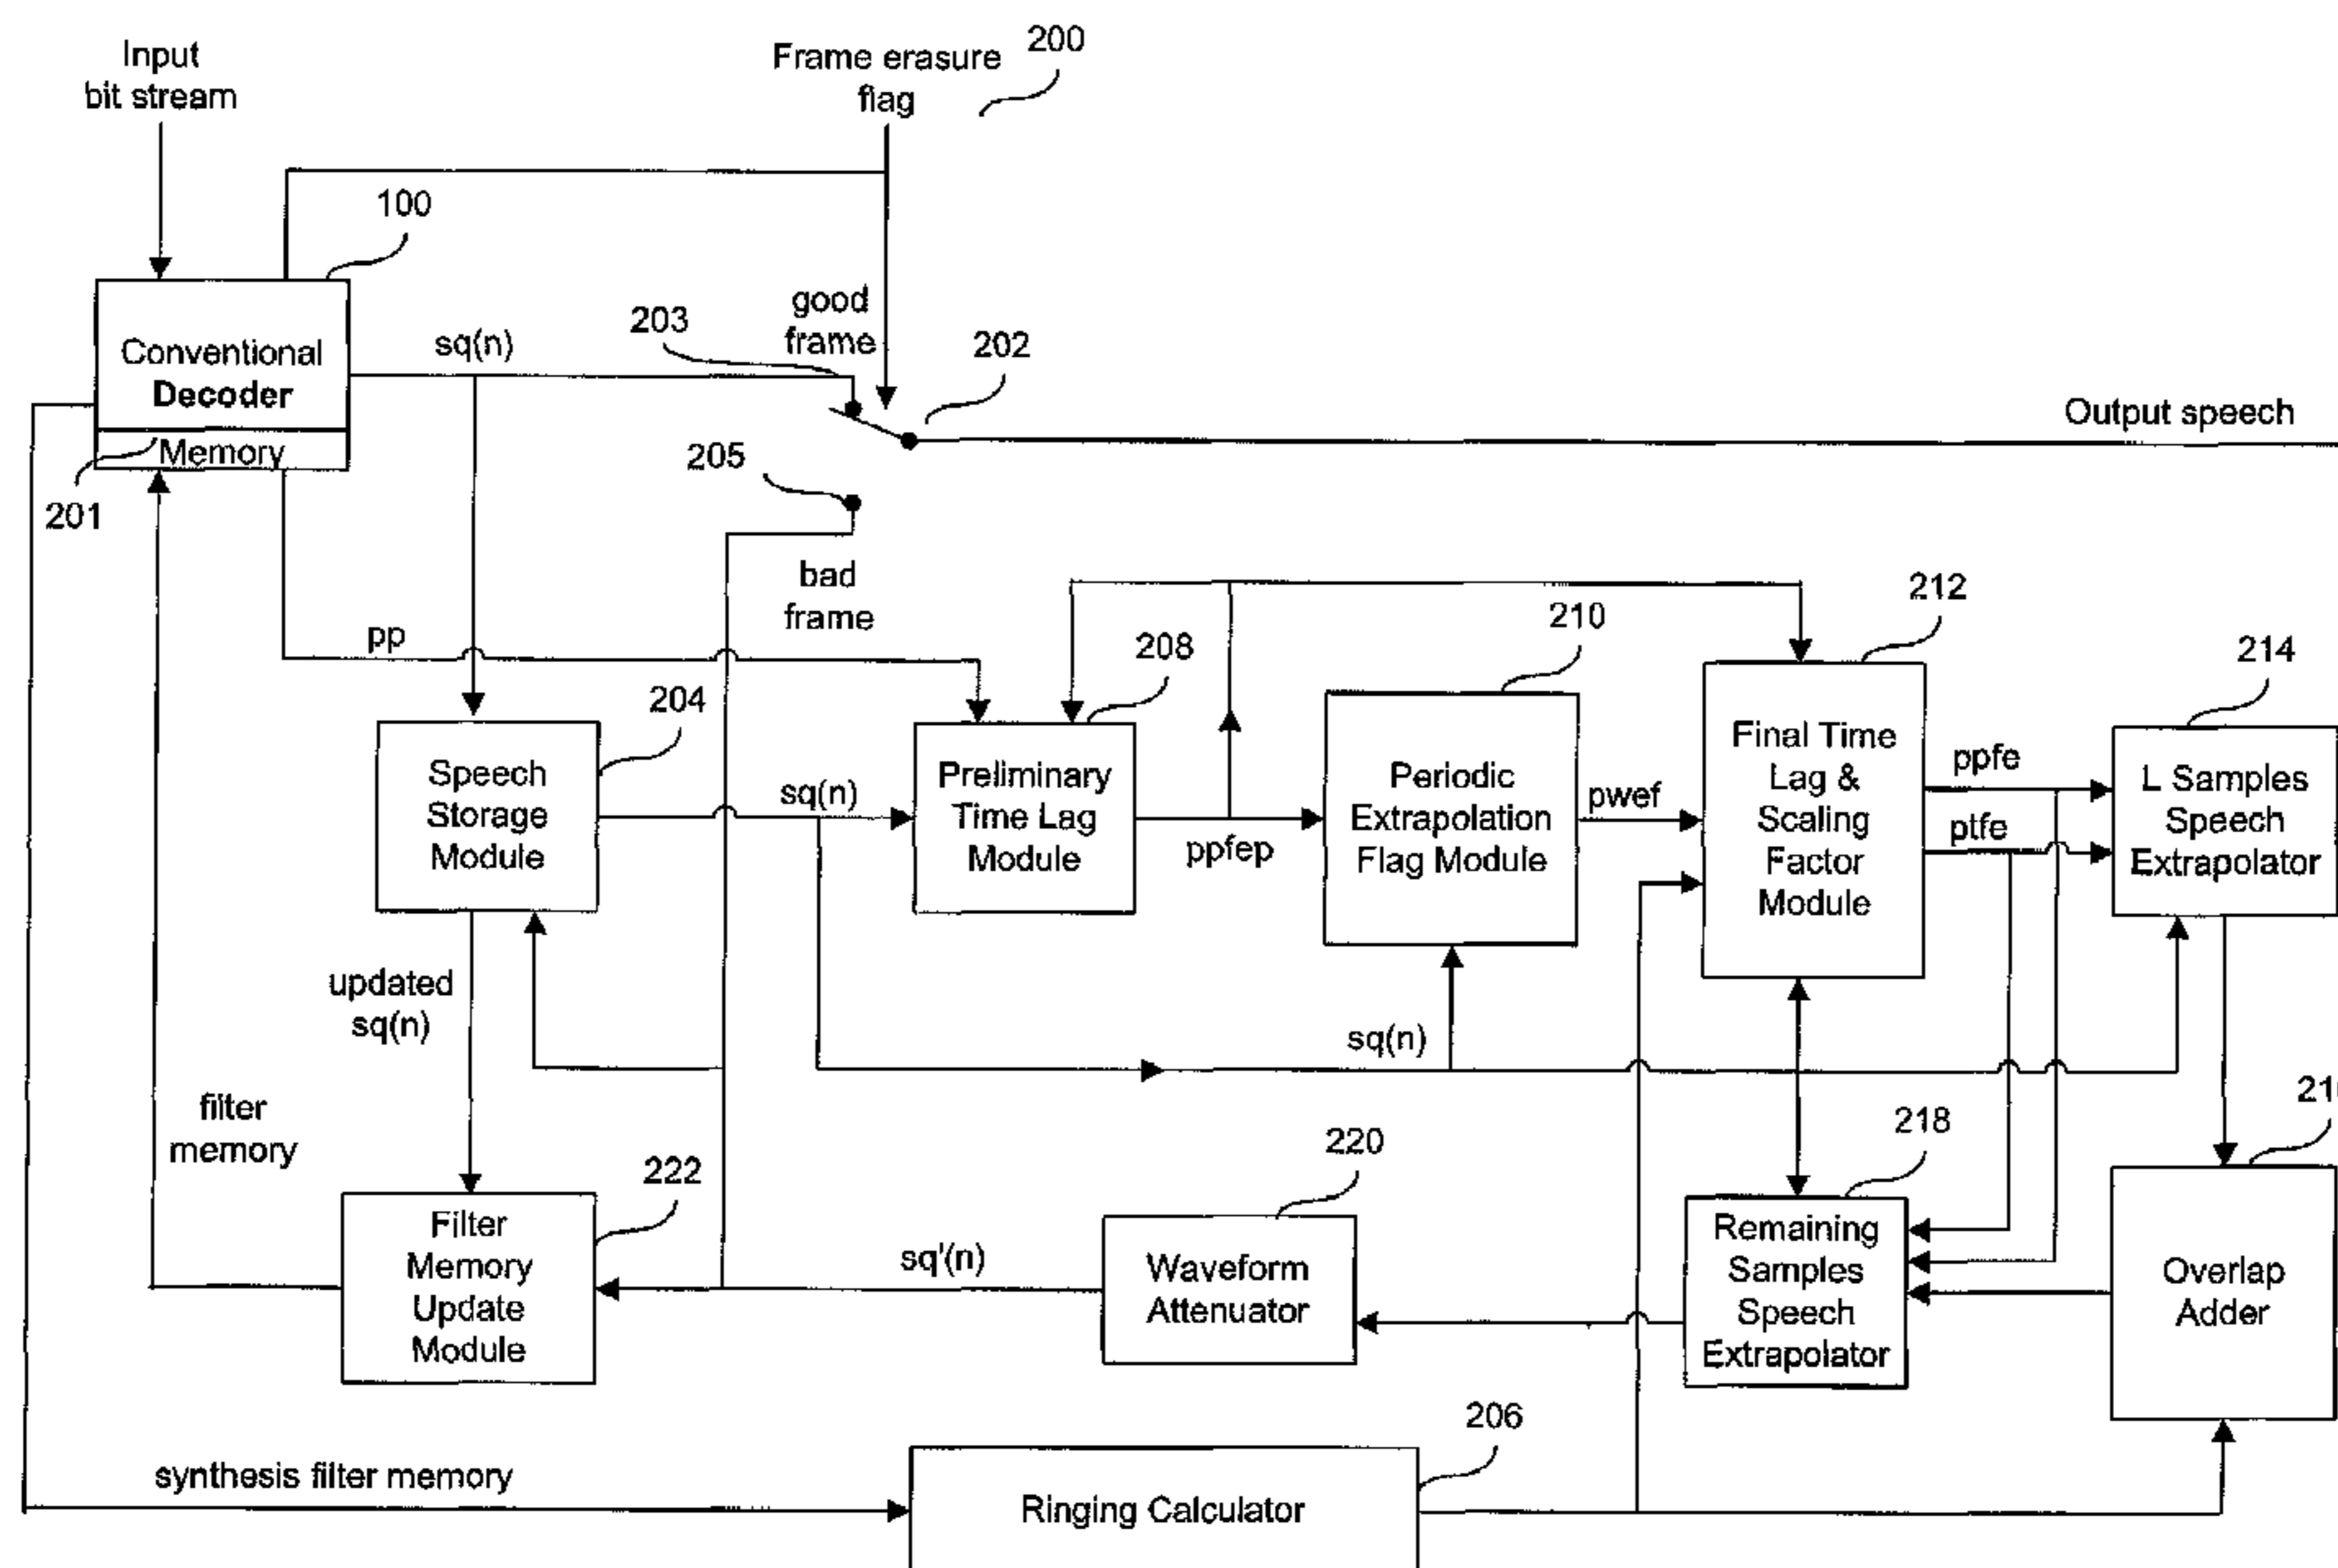 Input
bit stream
Frame erasure
flag
200
100
Conventional
Decoder
Memory
201
sq(n)
203
good
frame
202
Output speech
205
bad
frame
pp
208
210
212
214
204
Speech
Storage
Module
sq(n)
Preliminary
Time Lag
Module
ppfep
Periodic
Extrapolation
Flag Module
pwef
Final Time
Lag &
Scaling
Factor
Module
ppfe
ptfe
L Samples
Speech
Extrapolator
updated
sq(n)
sq(n)
filter
memory
222
Filter
Memory
Update
Module
sq'(n)
220
Waveform
Attenuator
218
Remaining
Samples
Speech
Extrapolator
Overlap
Adder
synthesis filter memory
206
Ringing Calculator